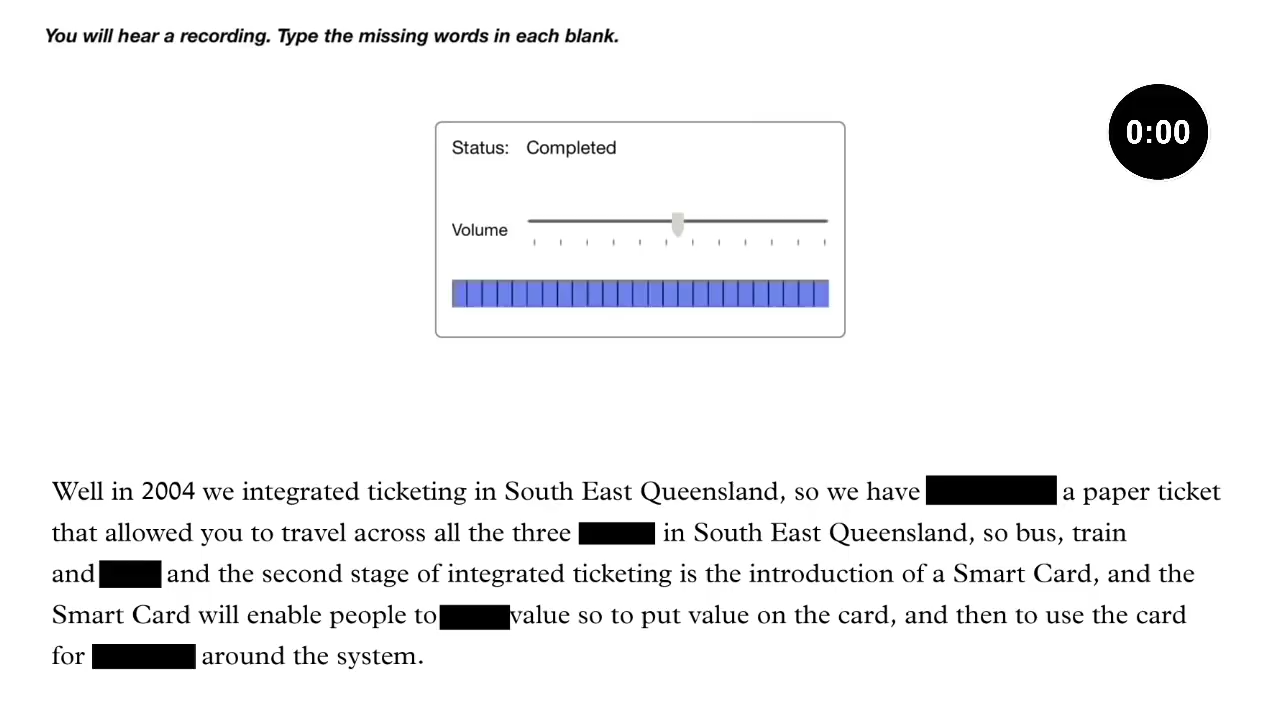 You will hear a recording. Type the missing words in each blank.
0:00
Status: Completed
Volume
Well in 2004 we integrated ticketing in South East Queensland, so we have a paper ticket
that allowed you to travel across all the three in South East Queensland, so bus, train
and and the second stage of integrated ticketing is the introduction of a Smart Card, and the
Smart Card will enable people to value so to put value on the card, and then to use the card
for around the system.